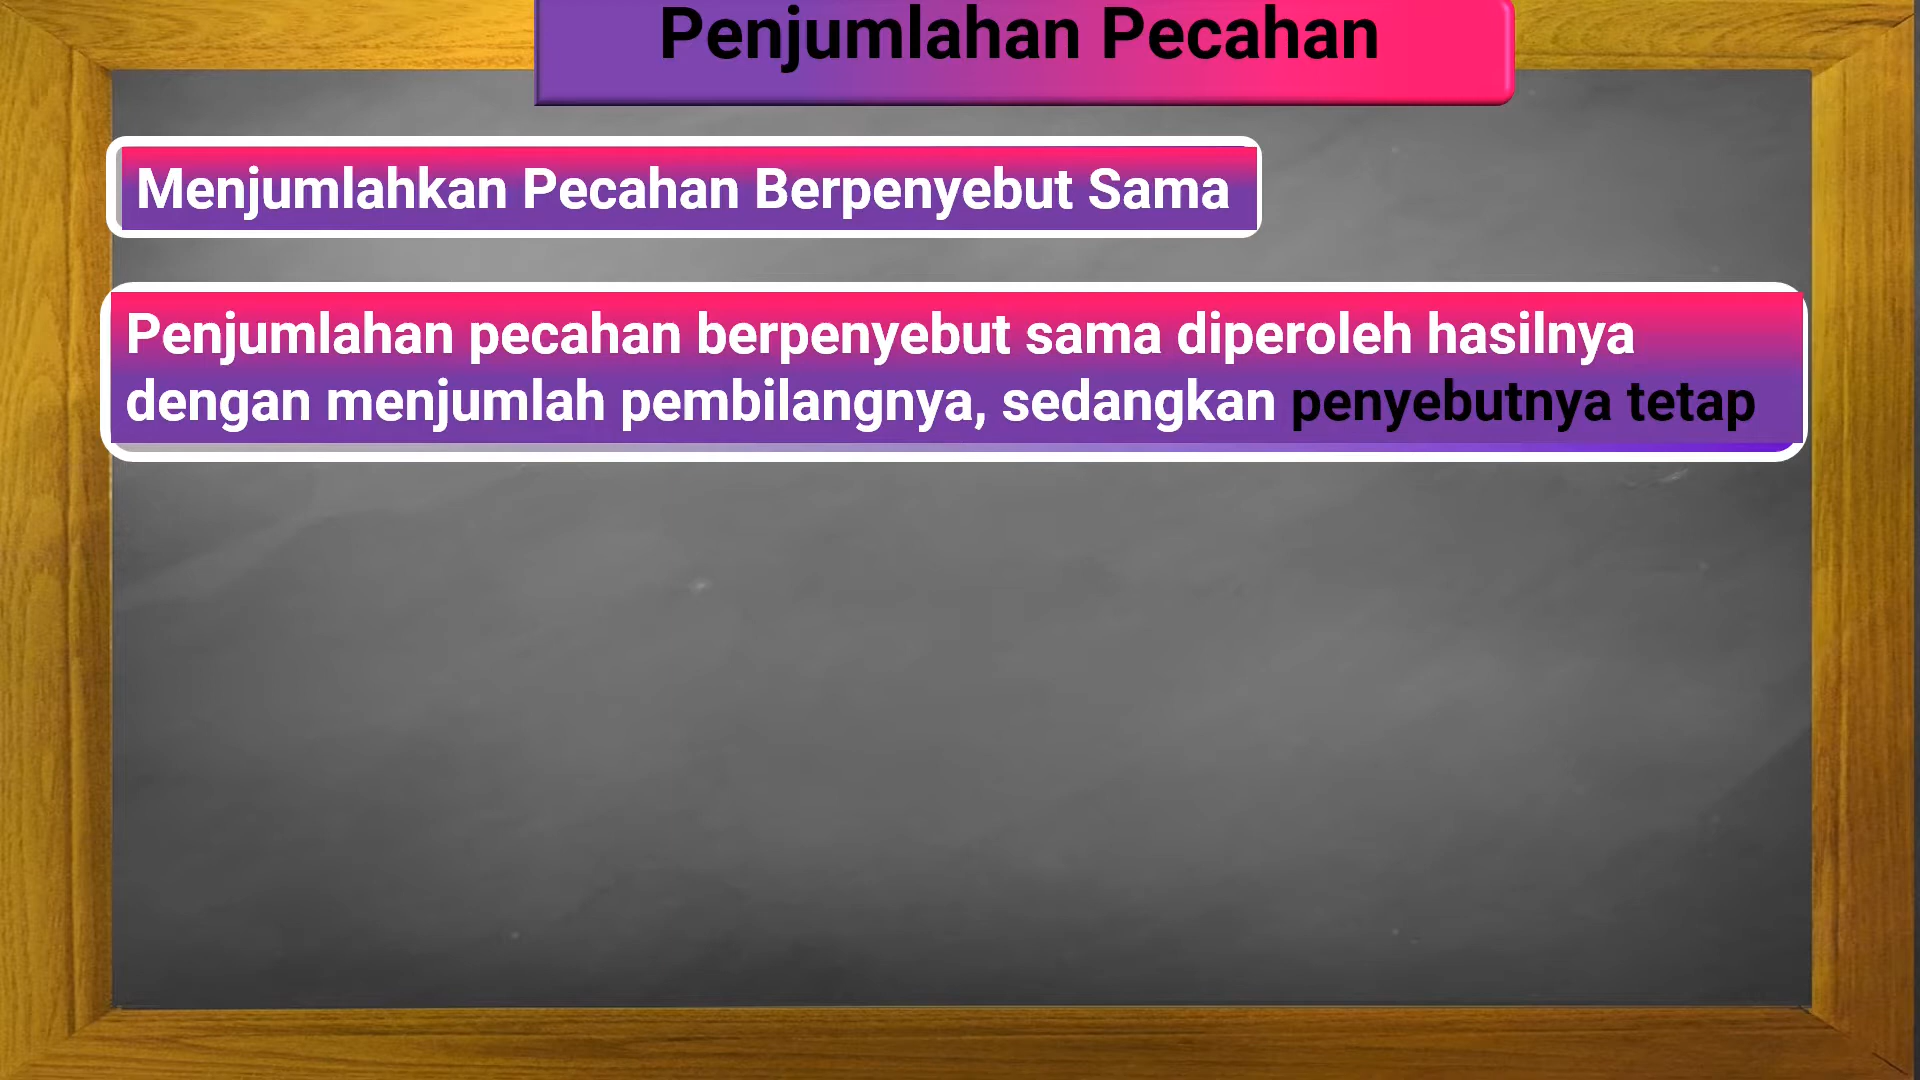 Penjumlahan Pecahan
Menjumlahkan Pecahan Berpenyebut Sama
Penjumlahan pecahan berpenyebut sama diperoleh hasilnya
dengan menjumlah pembilangnya, sedangkan penyebutnya tetap